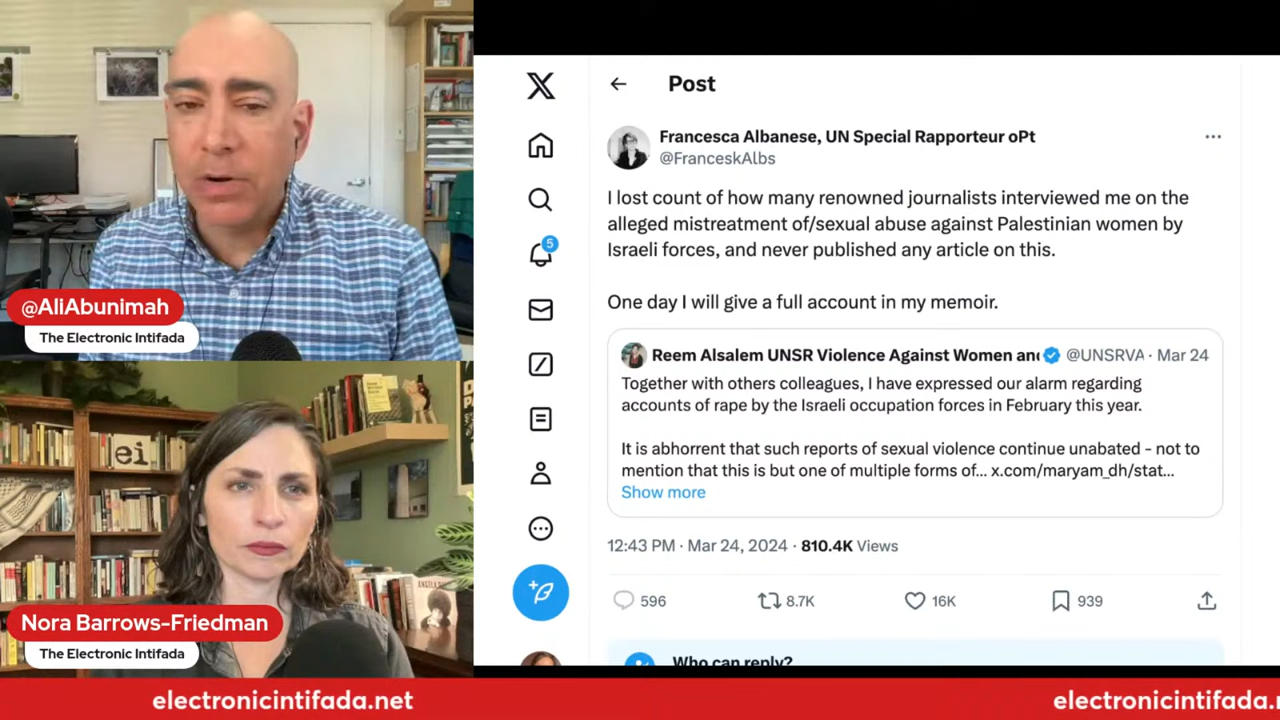 @AliAbunimah
The Electronic Intifada
ei
Nora Barrows-Friedman
The Electronic Intifada
Post
Francesca Albanese, UN Special Rapporteur oPt
@FranceskAlbs
I lost count of how many renowned journalists interviewed me on the
alleged mistreatment of/sexual abuse against Palestinian women by
Israeli forces, and never published any article on this.
One day I will give a full account in my memoir.
Reem Alsalem UNSR Violence Against Women and @UNSRVA · Mar 24
Together with others colleagues, I have expressed our alarm regarding
accounts of rape by the Israeli occupation forces in February this year.
It is abhorrent that such reports of sexual violence continue unabated - not to
mention that this is but one of multiple forms of... x.com/maryam_dh/stat...
Show more
12:43 PM · Mar 24, 2024 · 810.4K Views
596 8.7K 16K 939
5
Who can reply?
electronicintifada.net electronicintifada.n